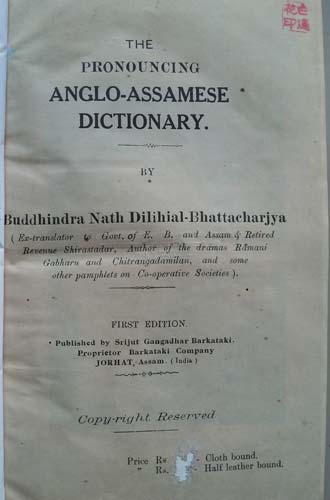 THE
PRONOUNCING
ANGLO-ASSAMESE
DICTIONARY.
BY
Buddhindra Nath Dilihial-Bhattacharjya
( Ex-translator to Govt. of E. B. and Assam & Retired
Revenue Shirastadar, Author of the dramas Rămani
Gabharu and Chitrangadamilan, and some
other pamphlets on Co-operative Societies ).
FIRST EDITION.
Published by Srijut Gangadhar Barkataki.
Proprietor Barkataki Company
JORHAT, Assam. ( India )
Copy-right Reserved
Price Rs. - Cloth bound.
" Rs. - Half leather bound.